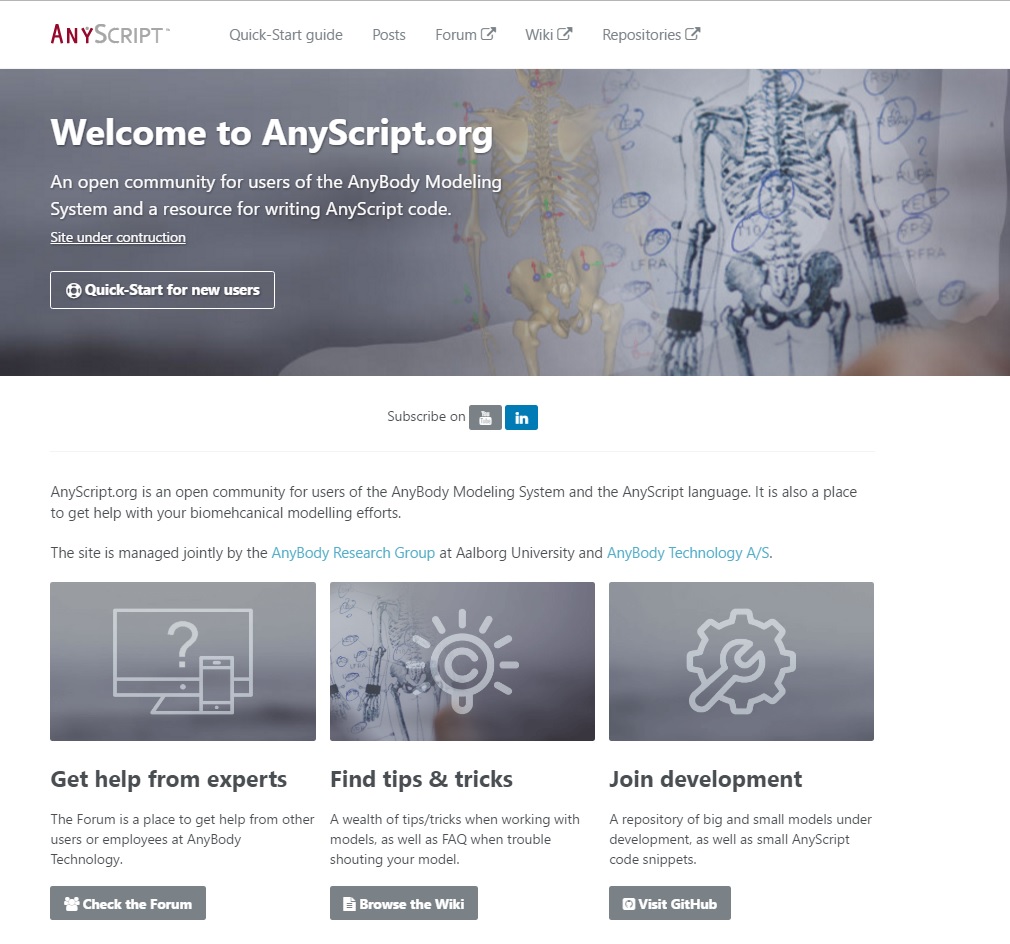 ANYSCRIPT™
Quick-Start guide
Posts
Forum
Wiki
Repositories
Welcome to AnyScript.org
An open community for users of the AnyBody Modeling
System and a resource for writing AnyScript code.
Site under contruction
Quick-Start for new users
LFRA
RFRA
Subscribe on
You Tube
in
AnyScript.org is an open community for users of the AnyBody Modeling System and the AnyScript language. It is also a place
to get help with your biomehcanical modelling efforts.
The site is managed jointly by the AnyBody Research Group at Aalborg University and AnyBody Technology A/S.
?
Get help from experts
The Forum is a place to get help from other
users or employees at AnyBody
Technology.
Check the Forum
Find tips & tricks
A wealth of tips/tricks when working with
models, as well as FAQ when trouble
shouting your model.
Browse the Wiki
Join development
A repository of big and small models under
development, as well as small AnyScript
code snippets.
Visit GitHub